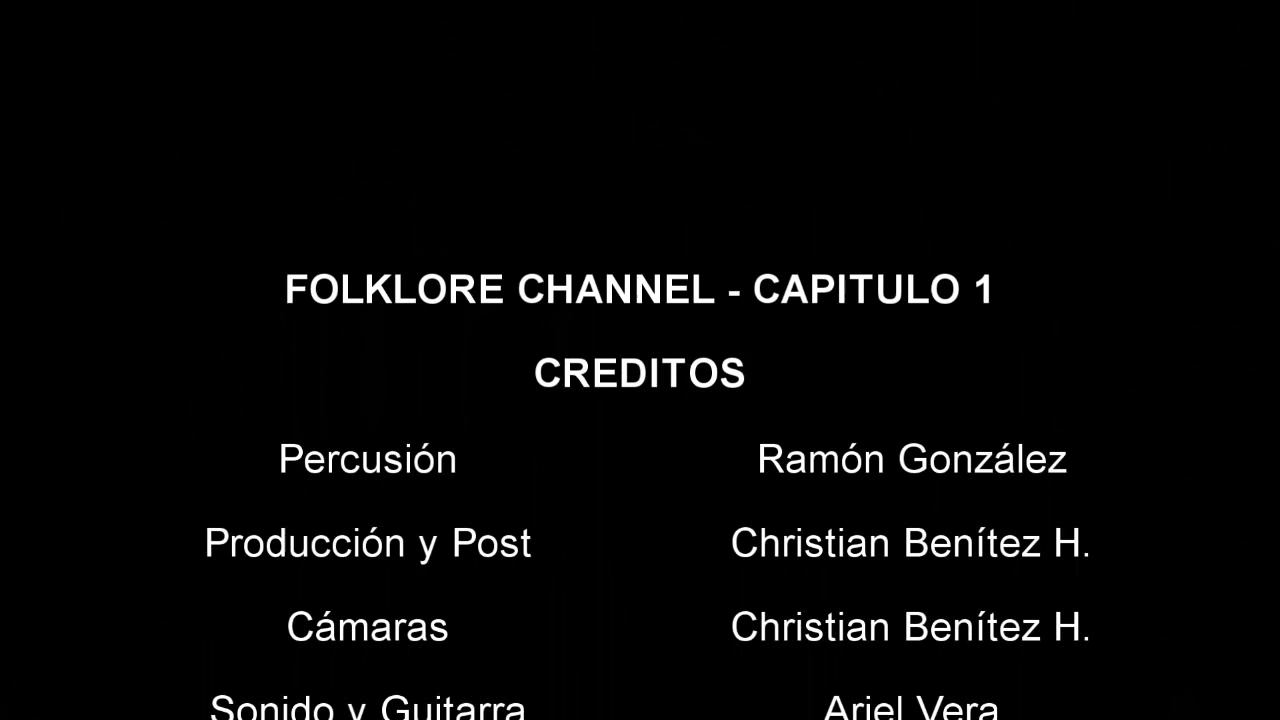 FOLKLORE CHANNEL - CAPITULO 1
CREDITOS
Percusión Ramón González
Producción y Post Christian Benítez H.
Cámaras Christian Benítez H.
Sonido y Guitarra Ariel Vera